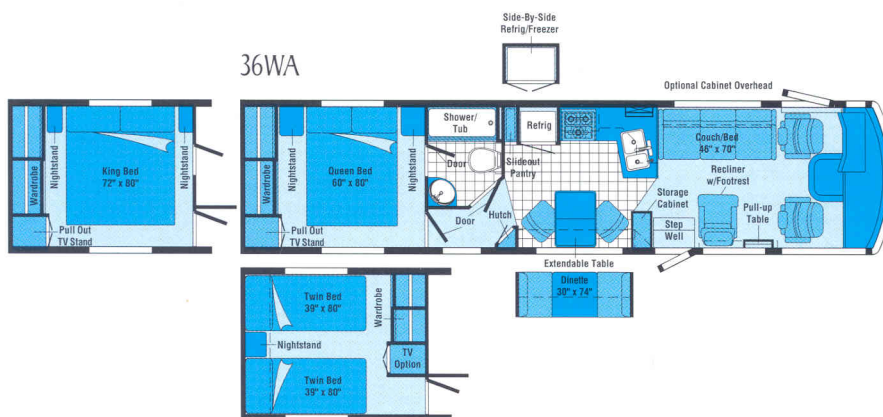 Side-By-Side
Refrig/Freezer
36WA
Optional Cabinet Overhead
Wardrobe
Nightstand
King Bed
72" x 80"
Nightstand
Pull Out
TV Stand
Wardrobe
Nightstand
Queen Bed
60" x 80"
Nightstand
Pull Out
TV Stand
Shower/
Tub
Door
Door
Refrig
Slideout
Pantry
Hutch
Extendable Table
Dinette
30" x 74"
Couch/Bed
46" x 70"
Recliner
w/Footrest
Storage
Cabinet
Step
Well
Pull-up
Table
Twin Bed
39" x 80"
Wardrobe
Nightstand
TV
Option
Twin Bed
39" x 80"